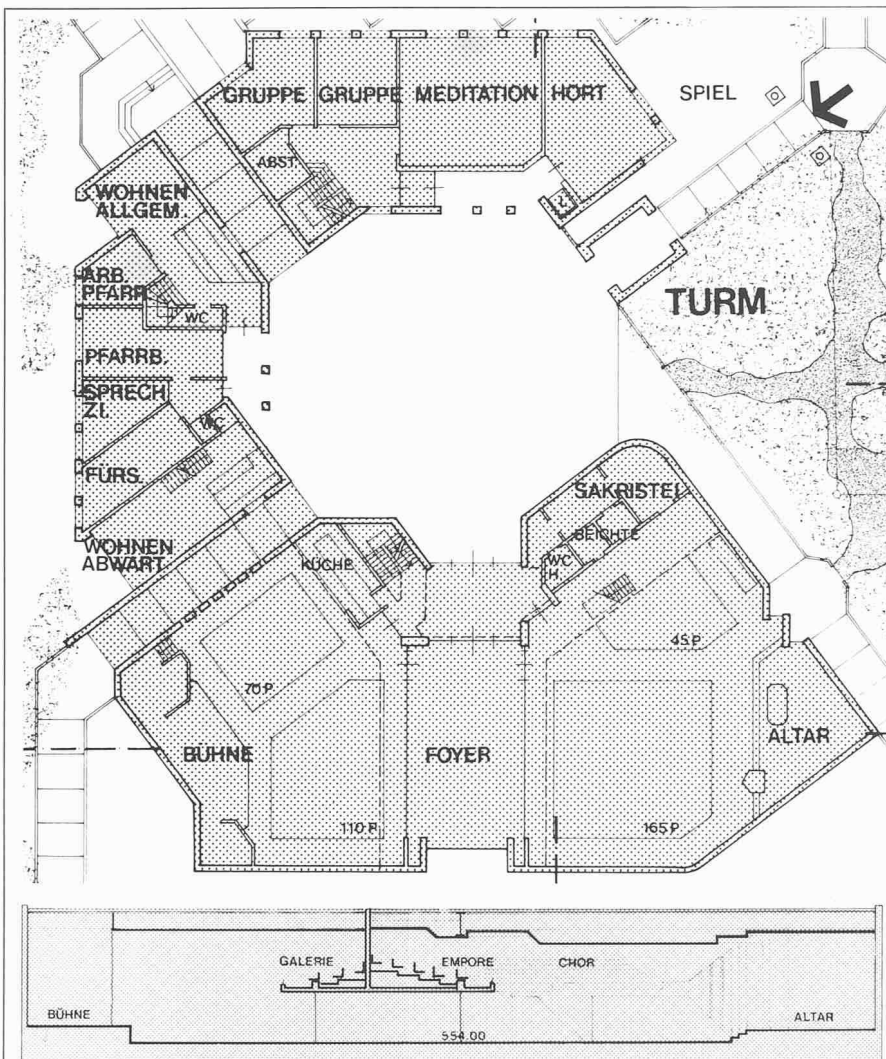 GRUPPE GRUPPE MEDITATION HORT SPIEL
ABST.
WOHNEN
ALLGEM.
ARB.
PFARR.
WC
TURM
PFARRB.
SPRECH
ZI.
WC
FÜRS.
SAKRISTEI
BEICHTE
WOHNEN
ABWART.
KÜCHE
WC
H.
45 P
70 P
BÜHNE FOYER ALTAR
110 P 165 P
GALERIE EMPORE CHOR
BÜHNE ALTAR
554.00